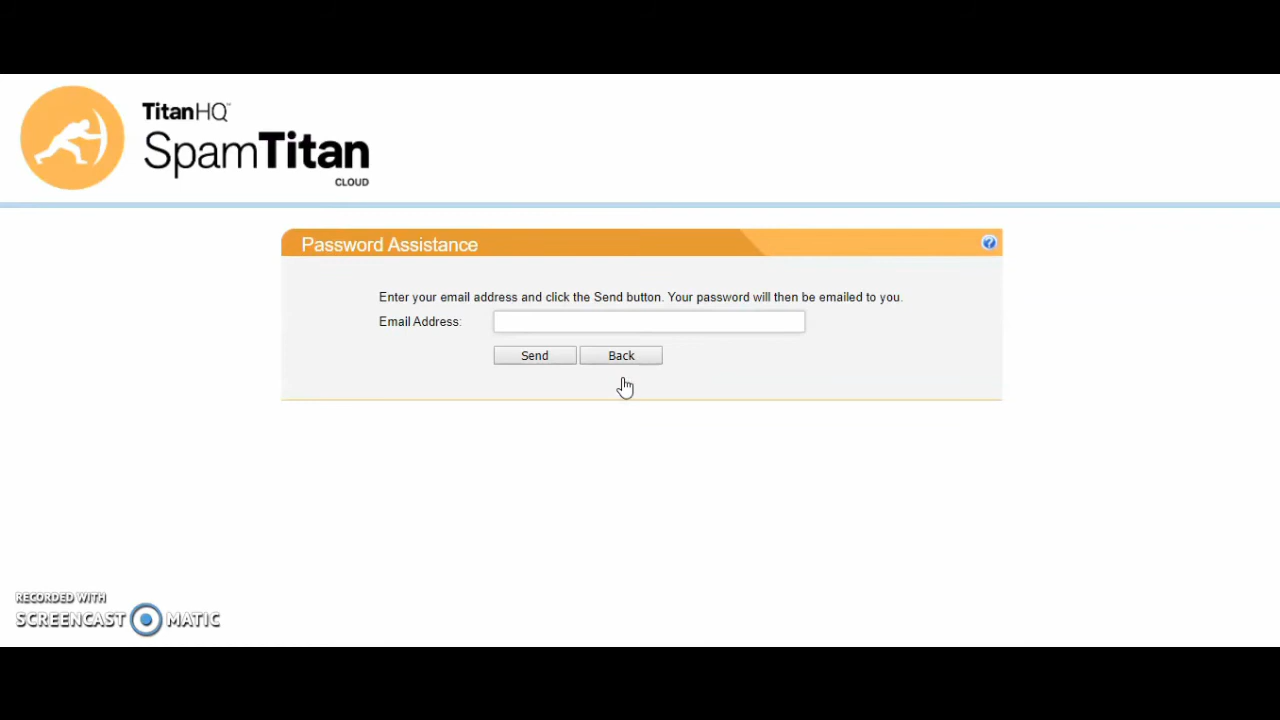 TitanHQ™
SpamTitan
CLOUD
Password Assistance
?
Enter your email address and click the Send button. Your password will then be emailed to you.
Email Address:
Send Back
RECORDED WITH
SCREENCAST MATIC